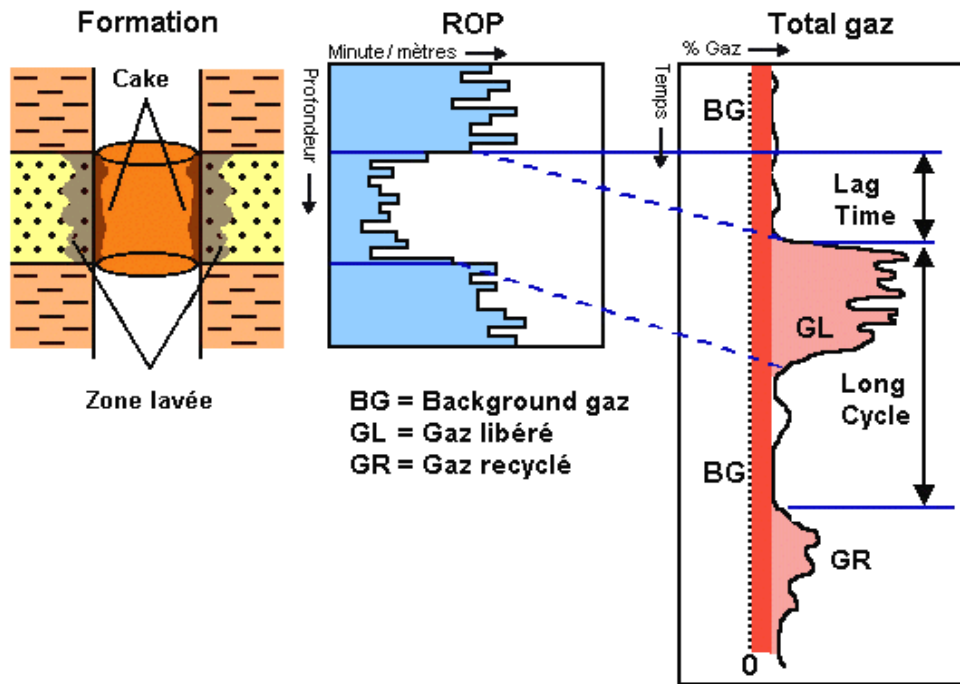 Formation
Cake
Zone lavée
ROP
Minute / mètres
Profondeur
BG = Background gaz
GL = Gaz libéré
GR = Gaz recyclé
Total gaz
% Gaz
Temps
BG
Lag
Time
GL
Long
Cycle
BG
GR
0